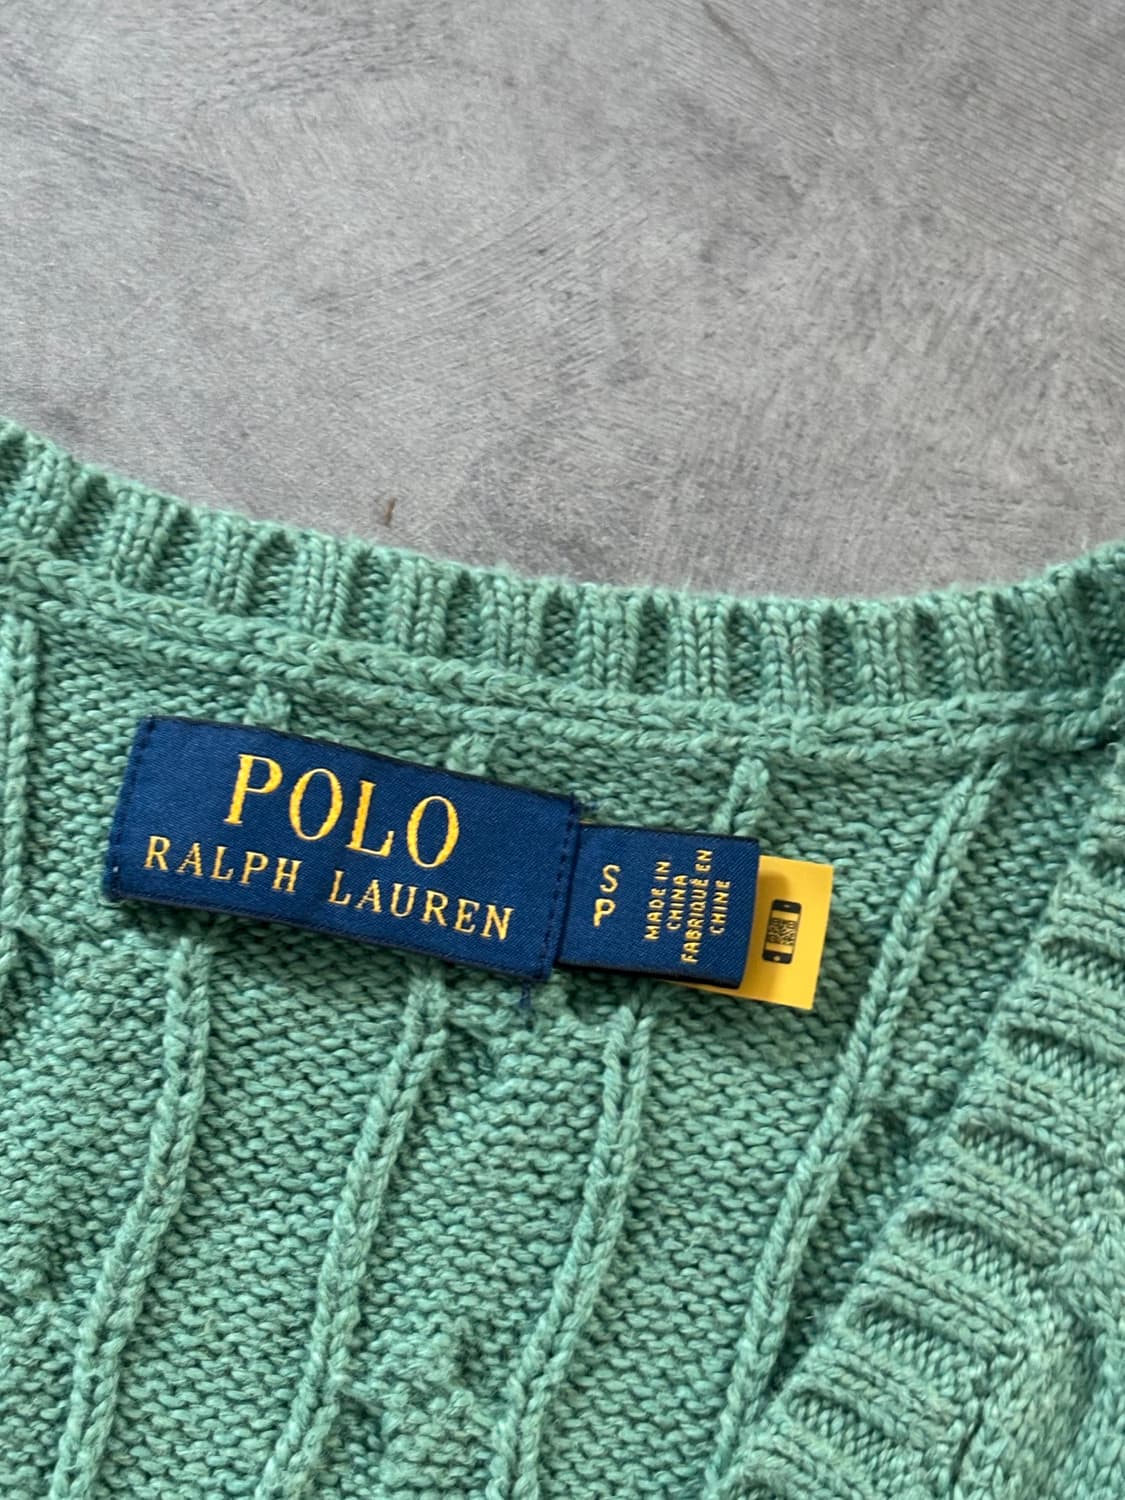 POLO
RALPH LAUREN
S
P
MADE IN
CHINA
FABRIQUÉ EN
CHINE